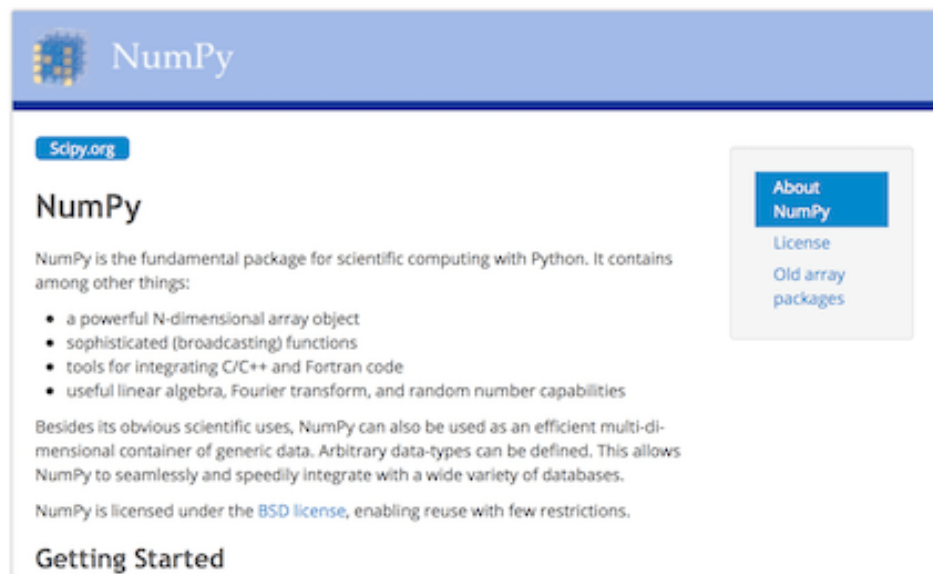 NumPy
Scipy.org
NumPy
NumPy is the fundamental package for scientific computing with Python. It contains
among other things:
• a powerful N-dimensional array object
• sophisticated (broadcasting) functions
• tools for integrating C/C++ and Fortran code
• useful linear algebra, Fourier transform, and random number capabilities
Besides its obvious scientific uses, NumPy can also be used as an efficient multi-di-
mensional container of generic data. Arbitrary data-types can be defined. This allows
NumPy to seamlessly and speedily integrate with a wide variety of databases.
NumPy is licensed under the BSD license, enabling reuse with few restrictions.
Getting Started
About
NumPy
License
Old array
packages